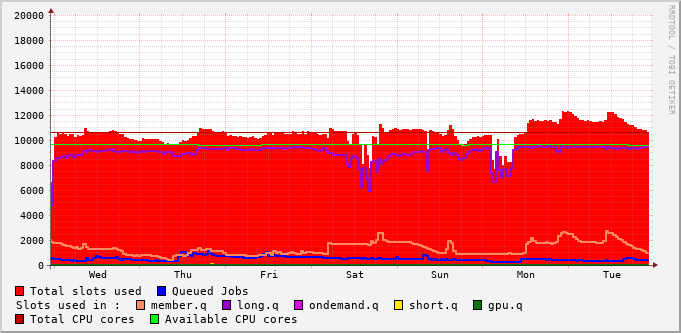 20000
18000
16000
14000
12000
10000
8000
6000
4000
2000
0
Wed Thu Fri Sat Sun Mon Tue
RRDTOOL / TOBI OETIKER
Total slots used Queued Jobs
Slots used in : member.q long.q ondemand.q short.q gpu.q
Total CPU cores Available CPU cores